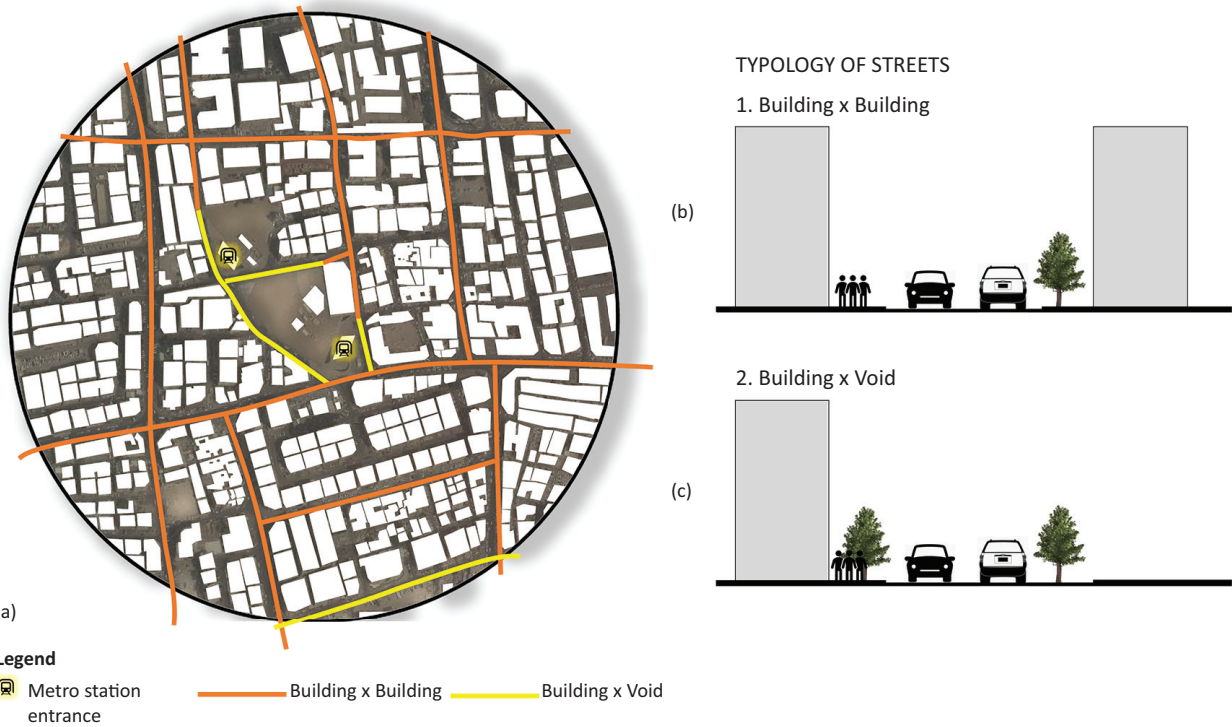 TYPOLOGY OF STREETS
1. Building x Building
(b)
2. Building x Void
(c)
a)
Legend
Metro station
entrance
Building x Building
Building x Void